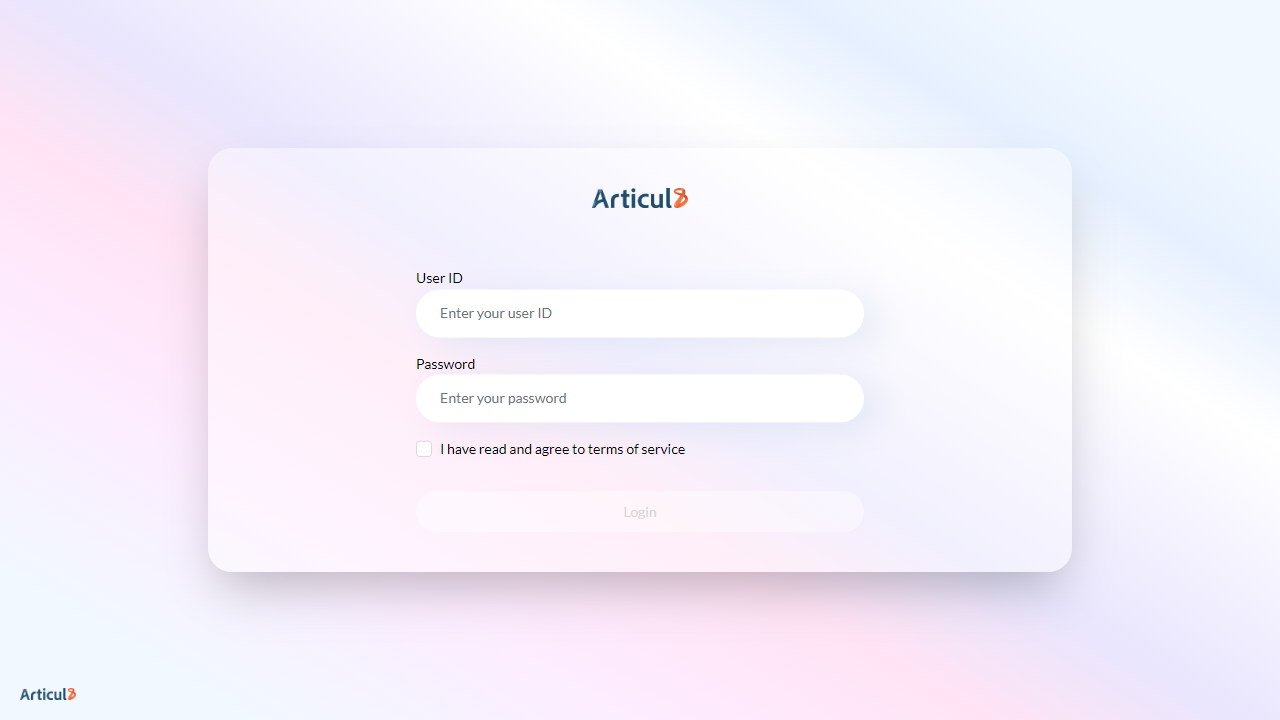 Articul8
User ID
Enter your user ID
Password
Enter your password
I have read and agree to terms of service
Login
Articul8